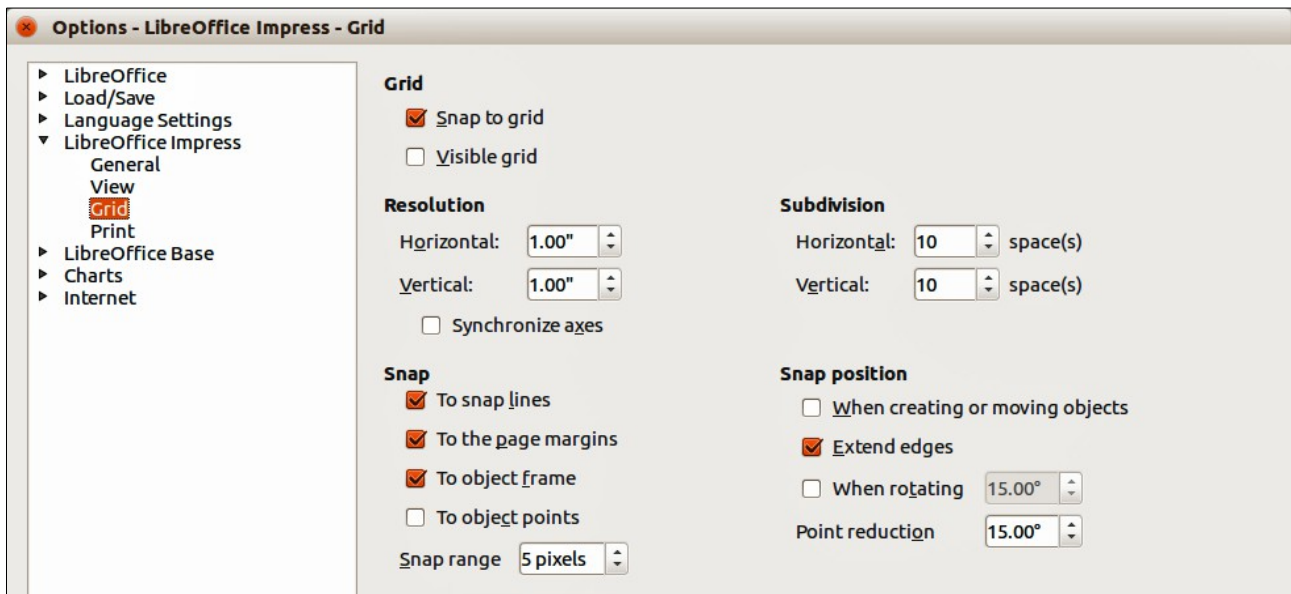 Options - LibreOffice Impress - Grid
LibreOffice
Load/Save
Language Settings
LibreOffice Impress
General
View
Grid
Print
LibreOffice Base
Charts
Internet
Grid
Snap to grid
Visible grid
Resolution
Horizontal: 1.00"
Vertical: 1.00"
Synchronize axes
Subdivision
Horizontal: 10 space(s)
Vertical: 10 space(s)
Snap
To snap lines
To the page margins
To object frame
To object points
Snap range 5 pixels
Snap position
When creating or moving objects
Extend edges
When rotating 15.00°
Point reduction 15.00°